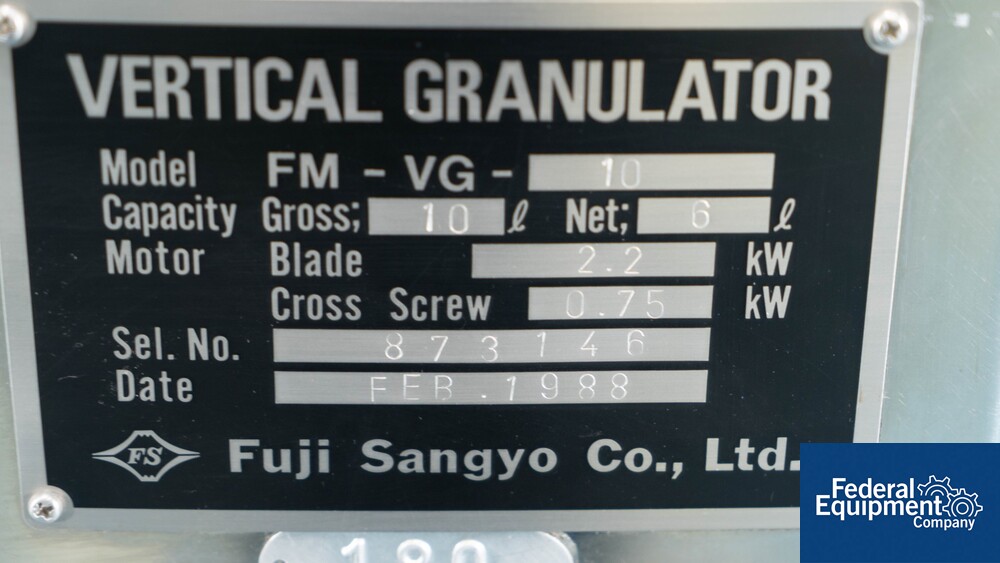 VERTICAL GRANULATOR
Model FM - VG - 10
Capacity Gross; 10 ℓ Net; 6 ℓ
Motor Blade 2.2 kW
Cross Screw 0.75 kW
Sel. No. 873146
Date FEB.1988
FS Fuji Sangyo Co., Ltd.
Federal
Equipment
Company